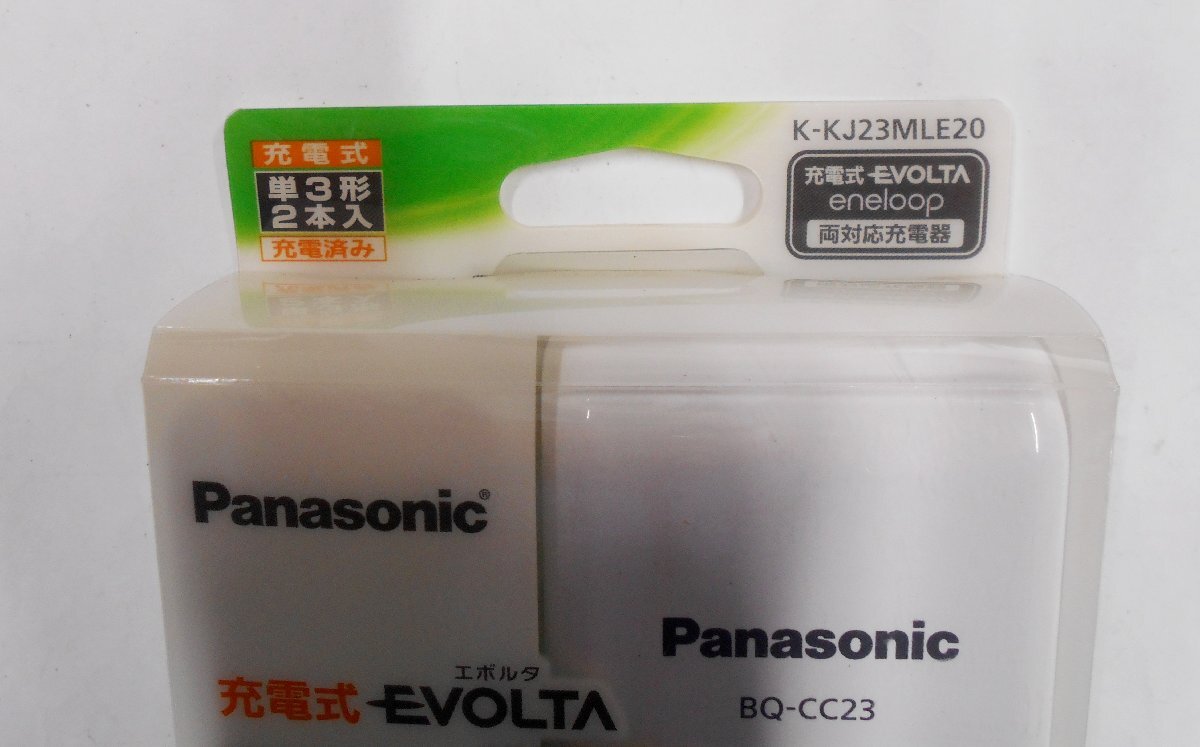 充電式
単3形
2本入
充電済み
K-KJ23MLE20
充電式 EVOLTA
eneloop
両対応充電器
Panasonic®
エボルタ
充電式 EVOLTA
Panasonic
BQ-CC23